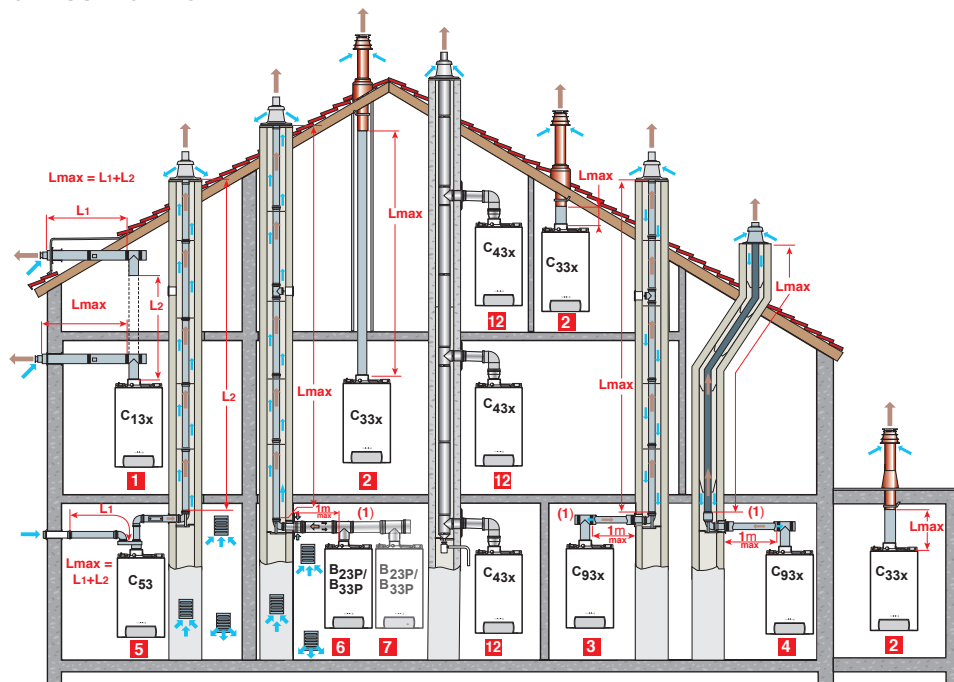 Lmax = L1+L2
L1
Lmax
L2
C13x
1
L2
Lmax
Lmax
C33x
2
C43x
12
C43x
12
C43x
12
Lmax
C33x
2
Lmax
Lmax
L1
Lmax =
L1+L2
C53
5
1m
max
(1)
B23P/
B33P
6
B23P/
B33P
7
(1)
1m
max
C93x
3
(1)
1m
max
C93x
4
Lmax
C33x
2